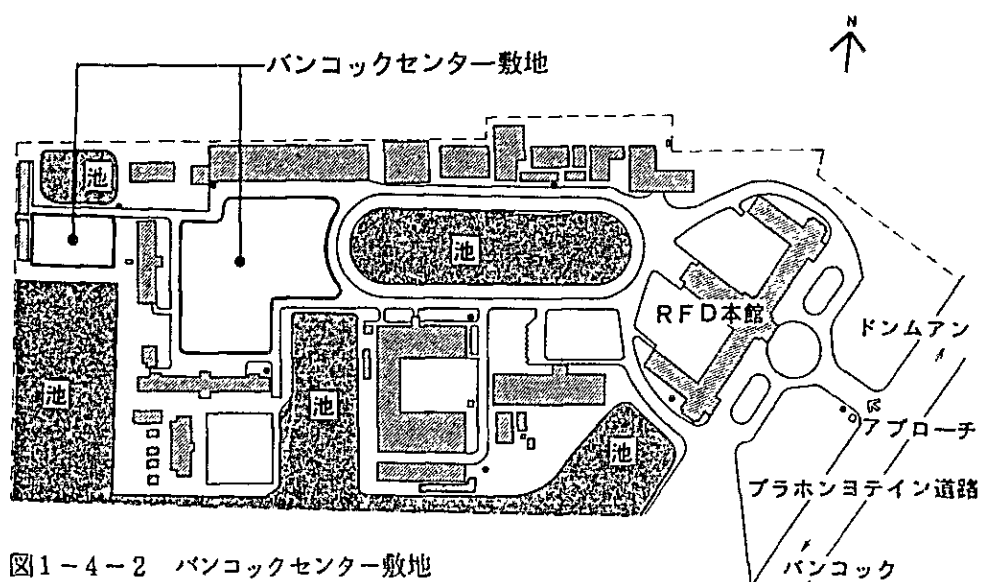 N
バンコックセンター敷地
池
池
RFD本館
ドンムアン
池
池
池
アプローチ
プラホンヨテイン道路
図1-4-2 バンコックセンター敷地
バンコック